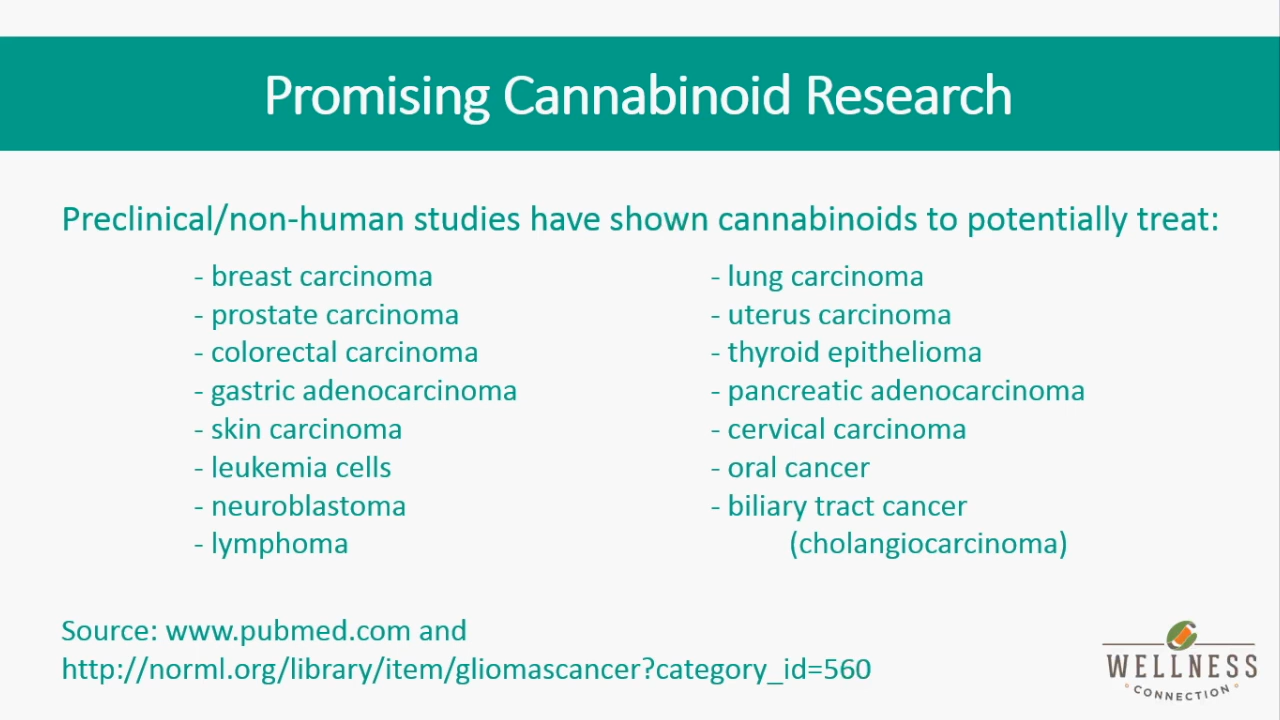 Promising Cannabinoid Research
Preclinical/non-human studies have shown cannabinoids to potentially treat:
- breast carcinoma
- prostate carcinoma
- colorectal carcinoma
- gastric adenocarcinoma
- skin carcinoma
- leukemia cells
- neuroblastoma
- lymphoma
- lung carcinoma
- uterus carcinoma
- thyroid epithelioma
- pancreatic adenocarcinoma
- cervical carcinoma
- oral cancer
- biliary tract cancer
(cholangiocarcinoma)
Source: www.pubmed.com and
http://norml.org/library/item/gliomascancer?category_id=560
WELLNESS
CONNECTION